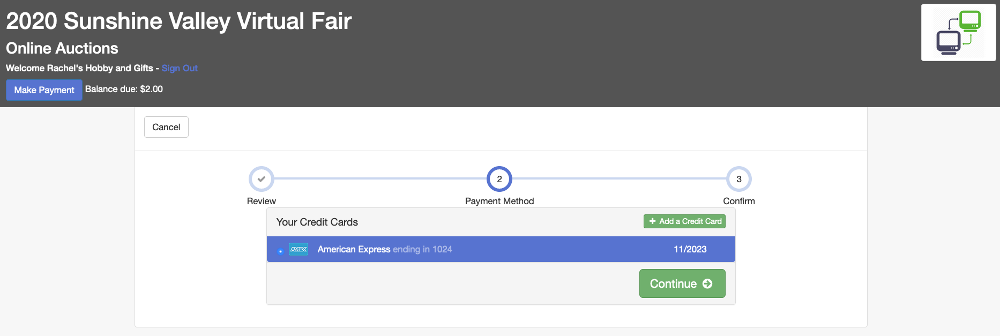 2020 Sunshine Valley Virtual Fair
Online Auctions
Welcome Rachel's Hobby and Gifts - Sign Out
Make Payment Balance due: $2.00
Cancel
2 3
Review Payment Method Confirm
Your Credit Cards Add a Credit Card
AMEX American Express ending in 1024 11/2023
Continue